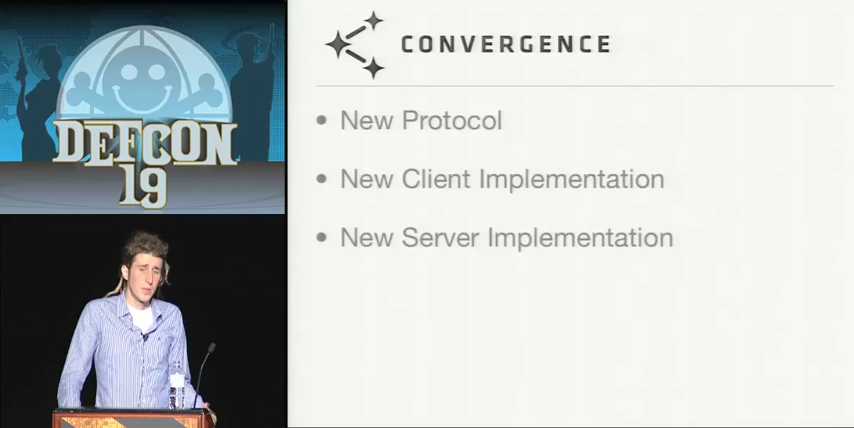 DEFCON
19
CONVERGENCE
• New Protocol
• New Client Implementation
• New Server Implementation